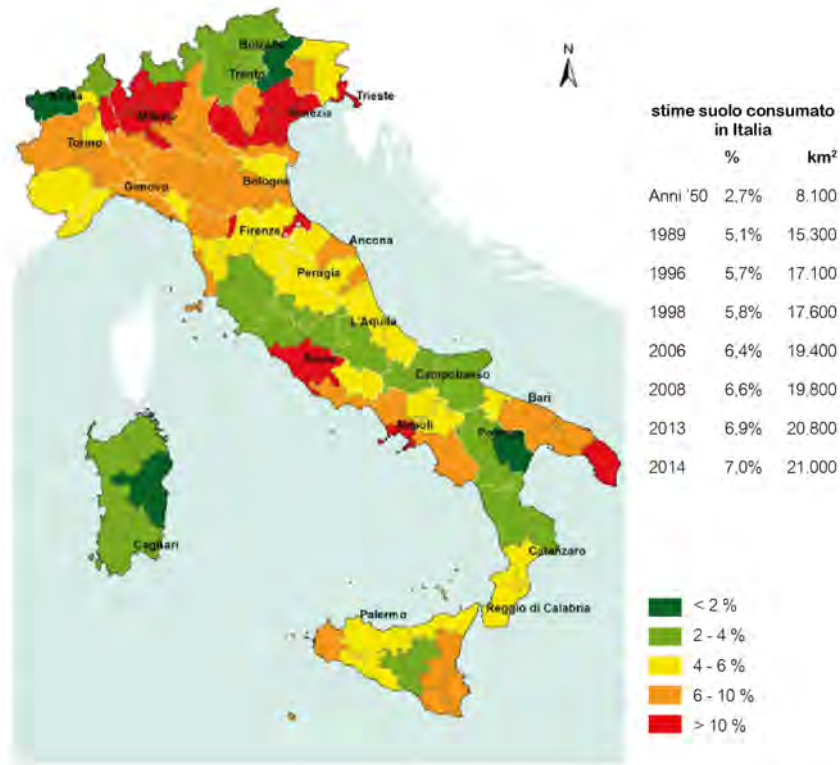 N
Bolzano
Trento
Aosta
Trieste
Milano
Venezia
Torino
Bologna
Genova
Firenze
Ancona
Perugia
L'Aquila
Roma
Campobasso
Bari
Napoli
Potenza
Cagliari
Catanzaro
Palermo
Reggio di Calabria
stime suolo consumato
in Italia
% km²
Anni '50 2,7% 8.100
1989 5,1% 15.300
1996 5,7% 17.100
1998 5,8% 17.600
2006 6,4% 19.400
2008 6,6% 19.800
2013 6,9% 20.800
2014 7,0% 21.000
< 2 %
2 - 4 %
4 - 6 %
6 - 10 %
> 10 %